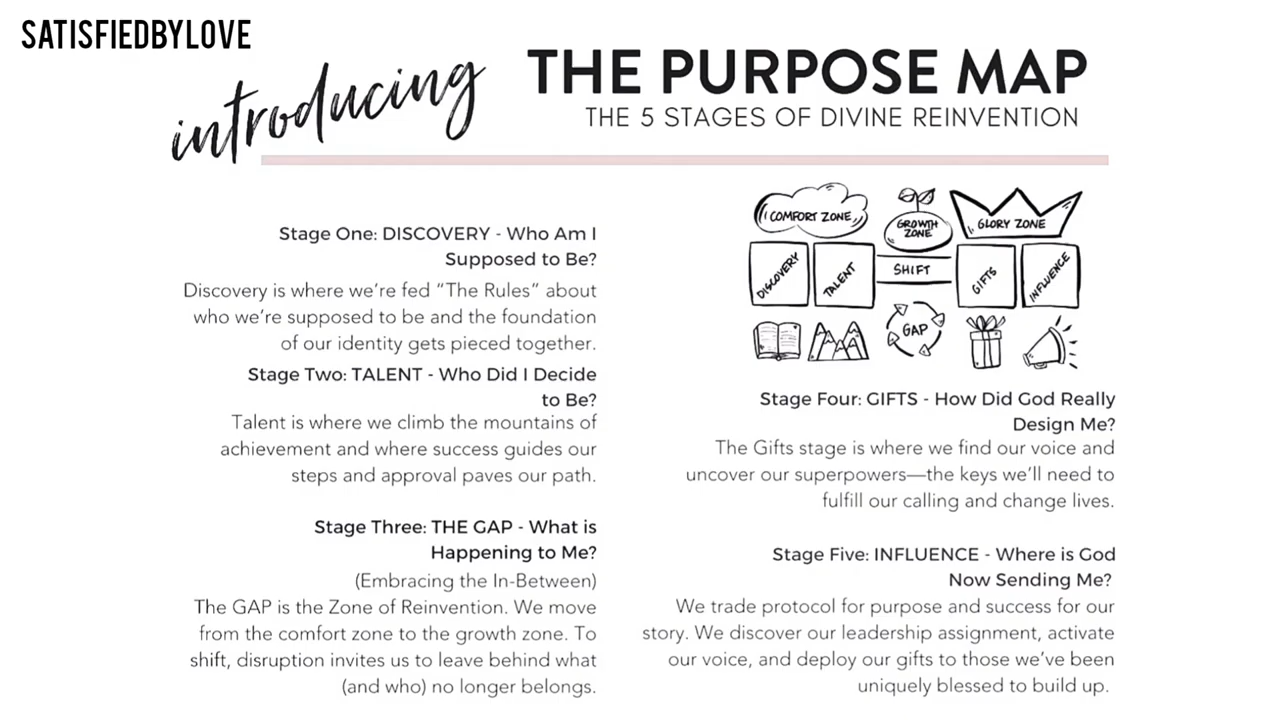 SATISFIEDBYLOVE
introducing
THE PURPOSE MAP
THE 5 STAGES OF DIVINE REINVENTION
Stage One: DISCOVERY - Who Am I
Supposed to Be?
Discovery is where we’re fed “The Rules” about
who we’re supposed to be and the foundation
of our identity gets pieced together.
Stage Two: TALENT - Who Did I Decide
to Be?
Talent is where we climb the mountains of
achievement and where success guides our
steps and approval paves our path.
Stage Three: THE GAP - What is
Happening to Me?
(Embracing the In-Between)
The GAP is the Zone of Reinvention. We move
from the comfort zone to the growth zone. To
shift, disruption invites us to leave behind what
(and who) no longer belongs.
COMFORT ZONE
GROWTH
ZONE
GLORY ZONE
DISCOVERY
TALENT
SHIFT
GIFTS
INFLUENCE
GAP
Stage Four: GIFTS - How Did God Really
Design Me?
The Gifts stage is where we find our voice and
uncover our superpowers—the keys we’ll need to
fulfill our calling and change lives.
Stage Five: INFLUENCE - Where is God
Now Sending Me?
We trade protocol for purpose and success for our
story. We discover our leadership assignment, activate
our voice, and deploy our gifts to those we’ve been
uniquely blessed to build up.